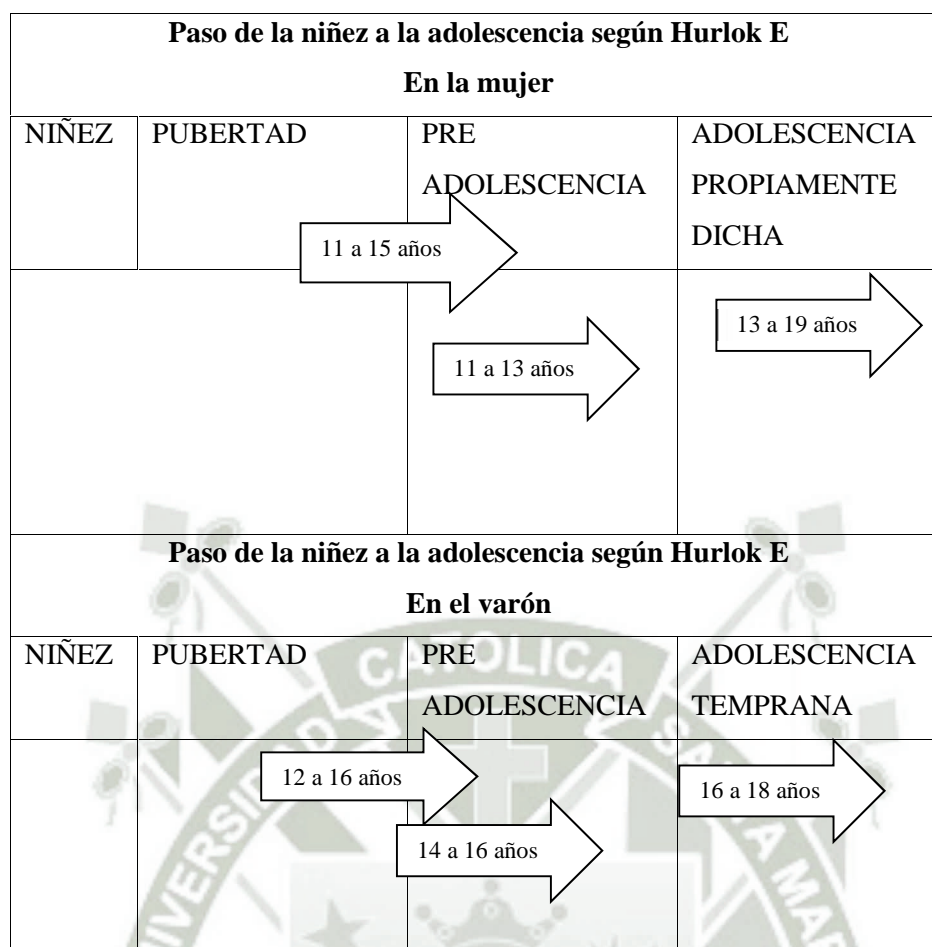 Paso de la niñez a la adolescencia según Hurlok E
En la mujer
NIÑEZ PUBERTAD PRE ADOLESCENCIA
ADOLESCENCIA PROPIAMENTE
DICHA
11 a 15 años
13 a 19 años
11 a 13 años
Paso de la niñez a la adolescencia según Hurlok E
En el varón
NIÑEZ PUBERTAD PRE ADOLESCENCIA
ADOLESCENCIA TEMPRANA
12 a 16 años
16 a 18 años
14 a 16 años
CATOLICA